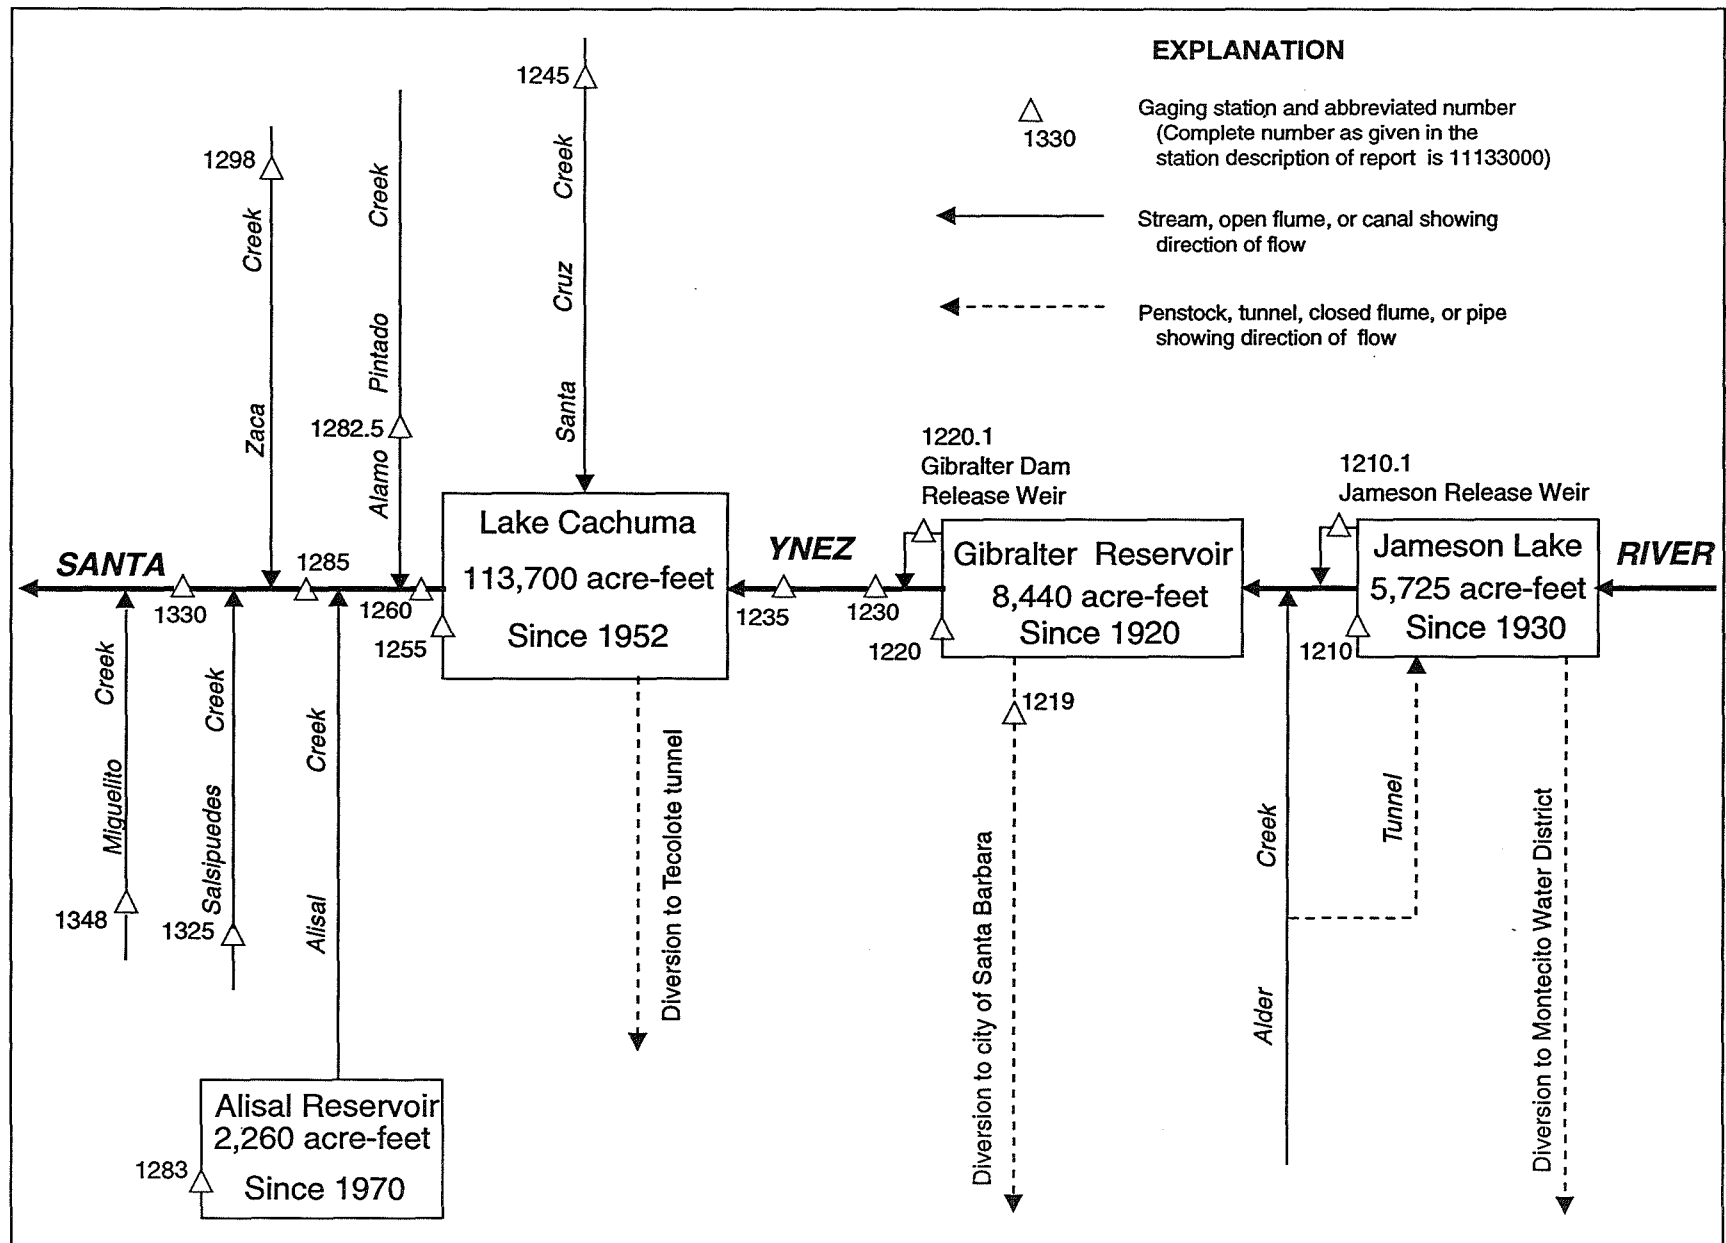 EXPLANATION
1330
Gaging station and abbreviated number
(Complete number as given in the
station description of report is 11133000)
Stream, open flume, or canal showing
direction of flow
Penstock, tunnel, closed flume, or pipe
showing direction of flow
1245
1298
1282.5
Zaca Creek
Alamo Pintado Creek
Santa Cruz Creek
1220.1
Gibralter Dam
Release Weir
1210.1
Jameson Release Weir
SANTA
YNEZ
RIVER
Lake Cachuma
113,700 acre-feet
Since 1952
Gibralter Reservoir
8,440 acre-feet
Since 1920
Jameson Lake
5,725 acre-feet
Since 1930
1330
1285
1260
1255
1235
1230
1220
1210
1219
Miguelito Creek
1348
Salsipuedes Creek
1325
Alisal Creek
Diversion to Tecolote tunnel
Diversion to city of Santa Barbara
Alder Creek
Tunnel
Diversion to Montecito Water District
Alisal Reservoir
2,260 acre-feet
Since 1970
1283